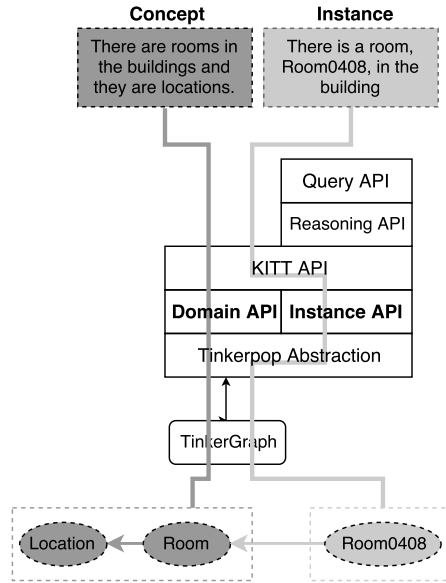 Concept
Instance
There are rooms in
the buildings and
they are locations.
There is a room,
Room0408, in the
building
Query API
Reasoning API
KITT API
Domain API
Instance API
Tinkerpop Abstraction
TinkerGraph
Location
Room
Room0408